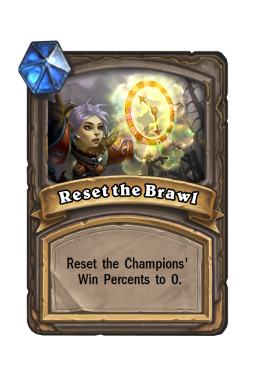 Reset the Brawl
Reset the Champions'
Win Percents to 0.